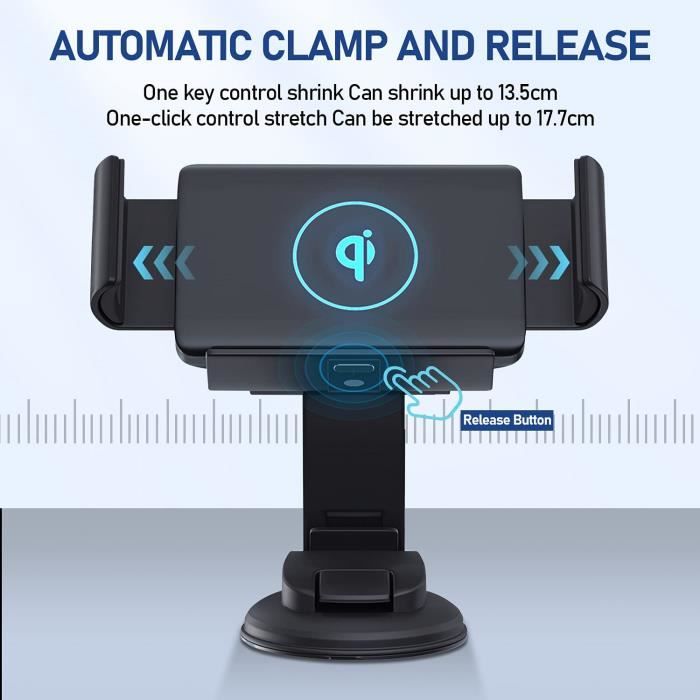 AUTOMATIC CLAMP AND RELEASE
One key control shrink Can shrink up to 13.5cm
One-click control stretch Can be stretched up to 17.7cm
qi
Release Button